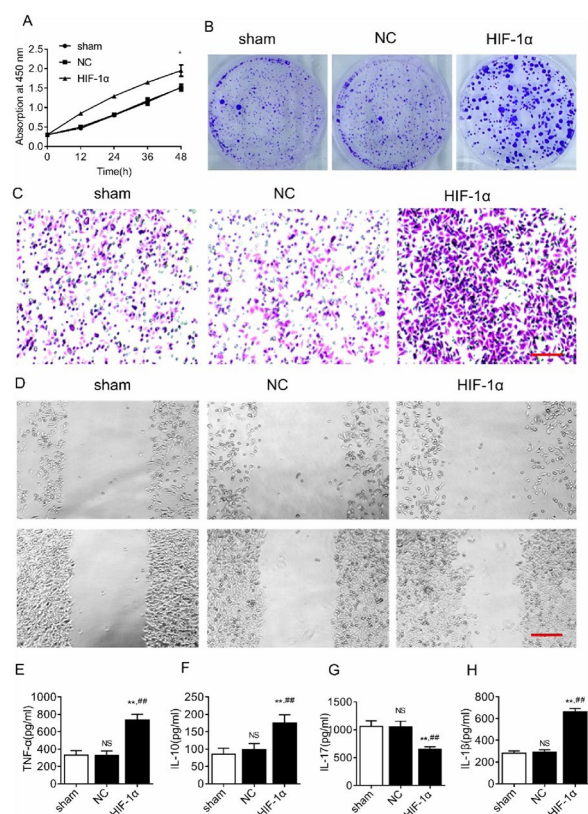 A
sham
NC
HIF-1α
Absorption at 450 nm
2.5
2.0
1.5
1.0
0.5
0.0
0 12 24 36 48
Time(h)
*
B
sham NC HIF-1α
C
sham NC HIF-1α
D
sham NC HIF-1α
E
TNF-α(pg/ml)
1000
800
600
400
200
0
NS
**,##
sham NC HIF-1α
F
IL-10(pg/ml)
250
200
150
100
50
0
NS
**,##
sham NC HIF-1α
G
IL-17(pg/ml)
1500
1000
500
0
NS
**,##
sham NC HIF-1α
H
IL-1β(pg/ml)
800
600
400
200
0
NS
**,##
sham NC HIF-1α